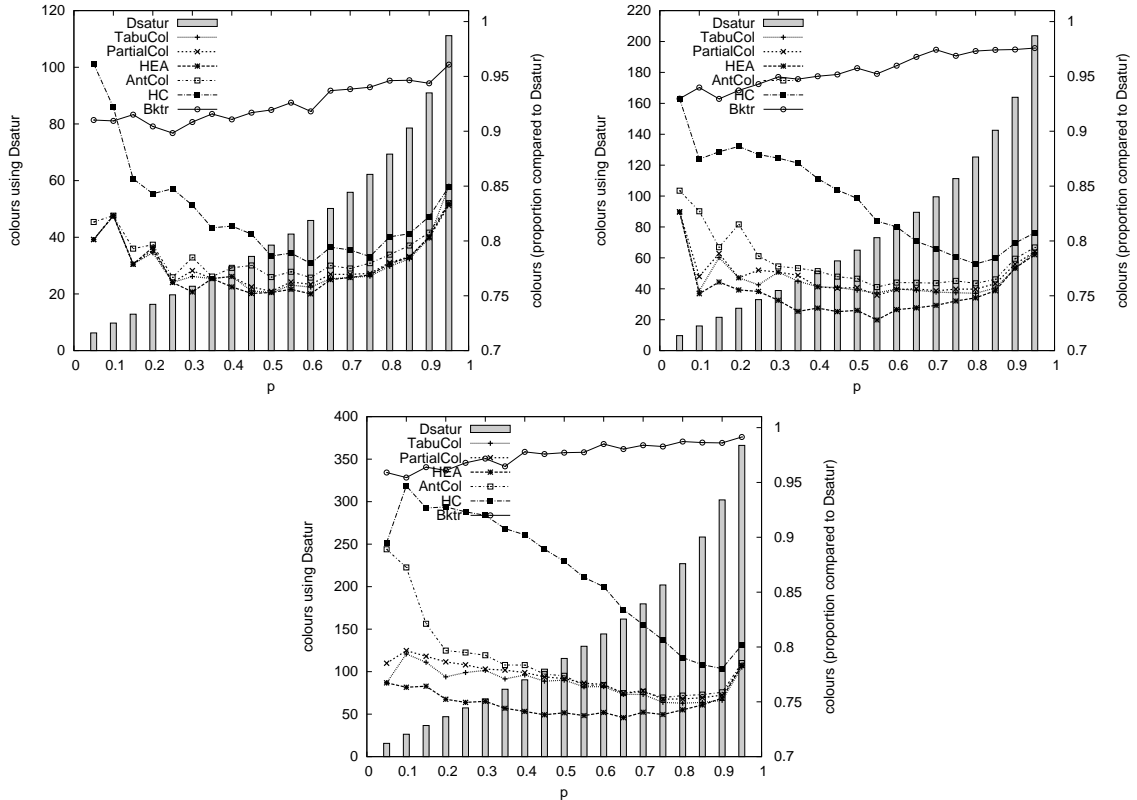 120
100
80
60
40
20
0
colours using Dsatur
Dsatur
TabuCol
PartialCol
HEA
AntCol
HC
Bktr
1
0.95
0.9
0.85
0.8
0.75
0.7
colours (proportion compared to Dsatur)
0 0.1 0.2 0.3 0.4 0.5 0.6 0.7 0.8 0.9 1
p
220
200
180
160
140
120
100
80
60
40
20
0
colours using Dsatur
Dsatur
TabuCol
PartialCol
HEA
AntCol
HC
Bktr
1
0.95
0.9
0.85
0.8
0.75
0.7
colours (proportion compared to Dsatur)
0 0.1 0.2 0.3 0.4 0.5 0.6 0.7 0.8 0.9 1
p
400
350
300
250
200
150
100
50
0
colours using Dsatur
Dsatur
TabuCol
PartialCol
HEA
AntCol
HC
Bktr
1
0.95
0.9
0.85
0.8
0.75
0.7
colours (proportion compared to Dsatur)
0 0.1 0.2 0.3 0.4 0.5 0.6 0.7 0.8 0.9 1
p